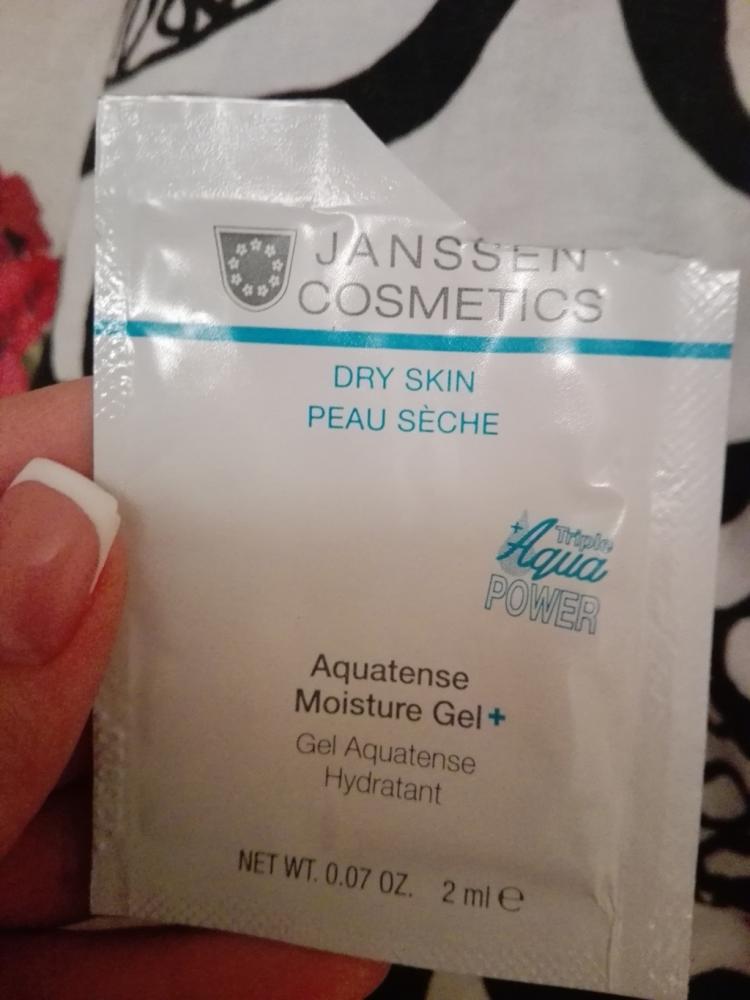 JANSSEN
COSMETICS
DRY SKIN
PEAU SÈCHE
Triple
Aqua
POWER
Aquatense
Moisture Gel+
Gel Aquatense
Hydratant
NET WT. 0.07 OZ. 2 ml ℮